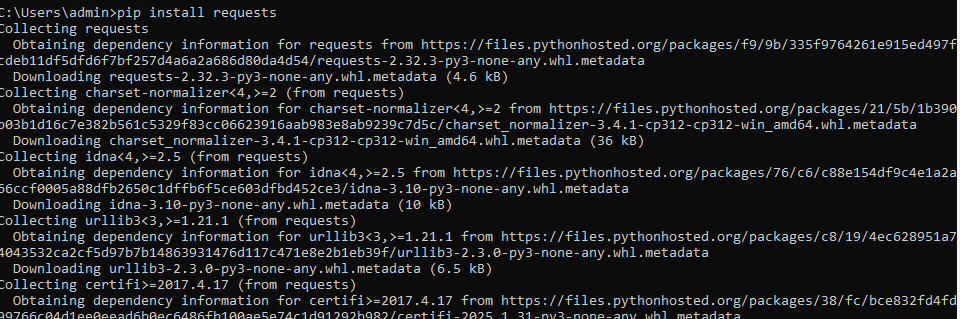 C:\Users\admin>pip install requests
Collecting requests
  Obtaining dependency information for requests from https://files.pythonhosted.org/packages/f9/9b/335f9764261e915ed497f
cdeb11df5dfd6f7bf257d4a6a2a686d80da4d54/requests-2.32.3-py3-none-any.whl.metadata
  Downloading requests-2.32.3-py3-none-any.whl.metadata (4.6 kB)
Collecting charset-normalizer<4,>=2 (from requests)
  Obtaining dependency information for charset-normalizer<4,>=2 from https://files.pythonhosted.org/packages/21/5b/1b390
b03b1d16c7e382b561c5329f83cc06623916aab983e8ab9239c7d5c/charset_normalizer-3.4.1-cp312-cp312-win_amd64.whl.metadata
  Downloading charset_normalizer-3.4.1-cp312-cp312-win_amd64.whl.metadata (36 kB)
Collecting idna<4,>=2.5 (from requests)
  Obtaining dependency information for idna<4,>=2.5 from https://files.pythonhosted.org/packages/76/c6/c88e154df9c4e1a2a
66ccf0005a88dfb2650c1dffb6f5ce603dfbd452ce3/idna-3.10-py3-none-any.whl.metadata
  Downloading idna-3.10-py3-none-any.whl.metadata (10 kB)
Collecting urllib3<3,>=1.21.1 (from requests)
  Obtaining dependency information for urllib3<3,>=1.21.1 from https://files.pythonhosted.org/packages/c8/19/4ec628951a7
4043532ca2cf5d97b7b14863931476d117c471e8e2b1eb39f/urllib3-2.3.0-py3-none-any.whl.metadata
  Downloading urllib3-2.3.0-py3-none-any.whl.metadata (6.5 kB)
Collecting certifi>=2017.4.17 (from requests)
  Obtaining dependency information for certifi>=2017.4.17 from https://files.pythonhosted.org/packages/38/fc/bce832fd4fd
99766c04d1ee0eead6b0ec6486fb100ae5e74c1d91292b982/certifi-2025.1.31-py3-none-any.whl.metadata